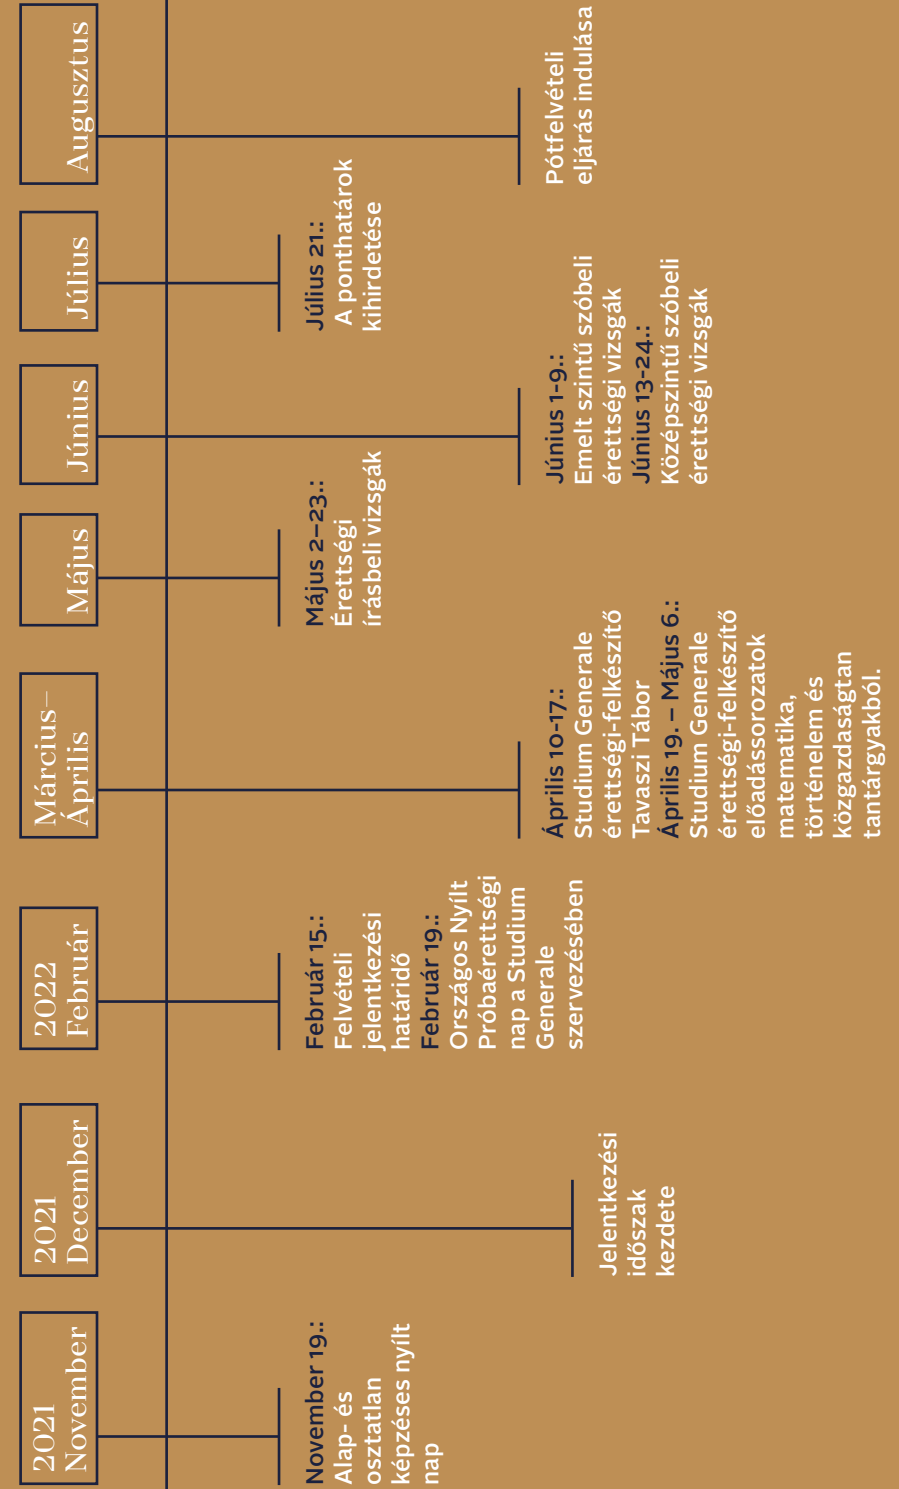 2021
November
November 19.:
Alap- és
osztatlan
képzéses nyílt
nap
2021
December
Jelentkezési
időszak
kezdete
2022
Február
Február 15.:
Felvételi
jelentkezési
határidő
Február 19.:
Országos Nyílt
Próbaérettségi
nap a Studium
Generale
szervezésében
Március–
Április
Április 10-17.:
Studium Generale
érettségi-felkészítő
Tavaszi Tábor
Április 19. – Május 6.:
Studium Generale
érettségi-felkészítő
előadássorozatok
matematika,
történelem és
közgazdaságtan
tantárgyakból.
Május
Május 2–23.:
Érettségi
írásbeli vizsgák
Június
Június 1-9.:
Emelt szintű szóbeli
érettségi vizsgák
Június 13-24.:
Középszintű szóbeli
érettségi vizsgák
Július
Július 21.:
A ponthatárok
kihirdetése
Augusztus
Pótfelvételi
eljárás indulása